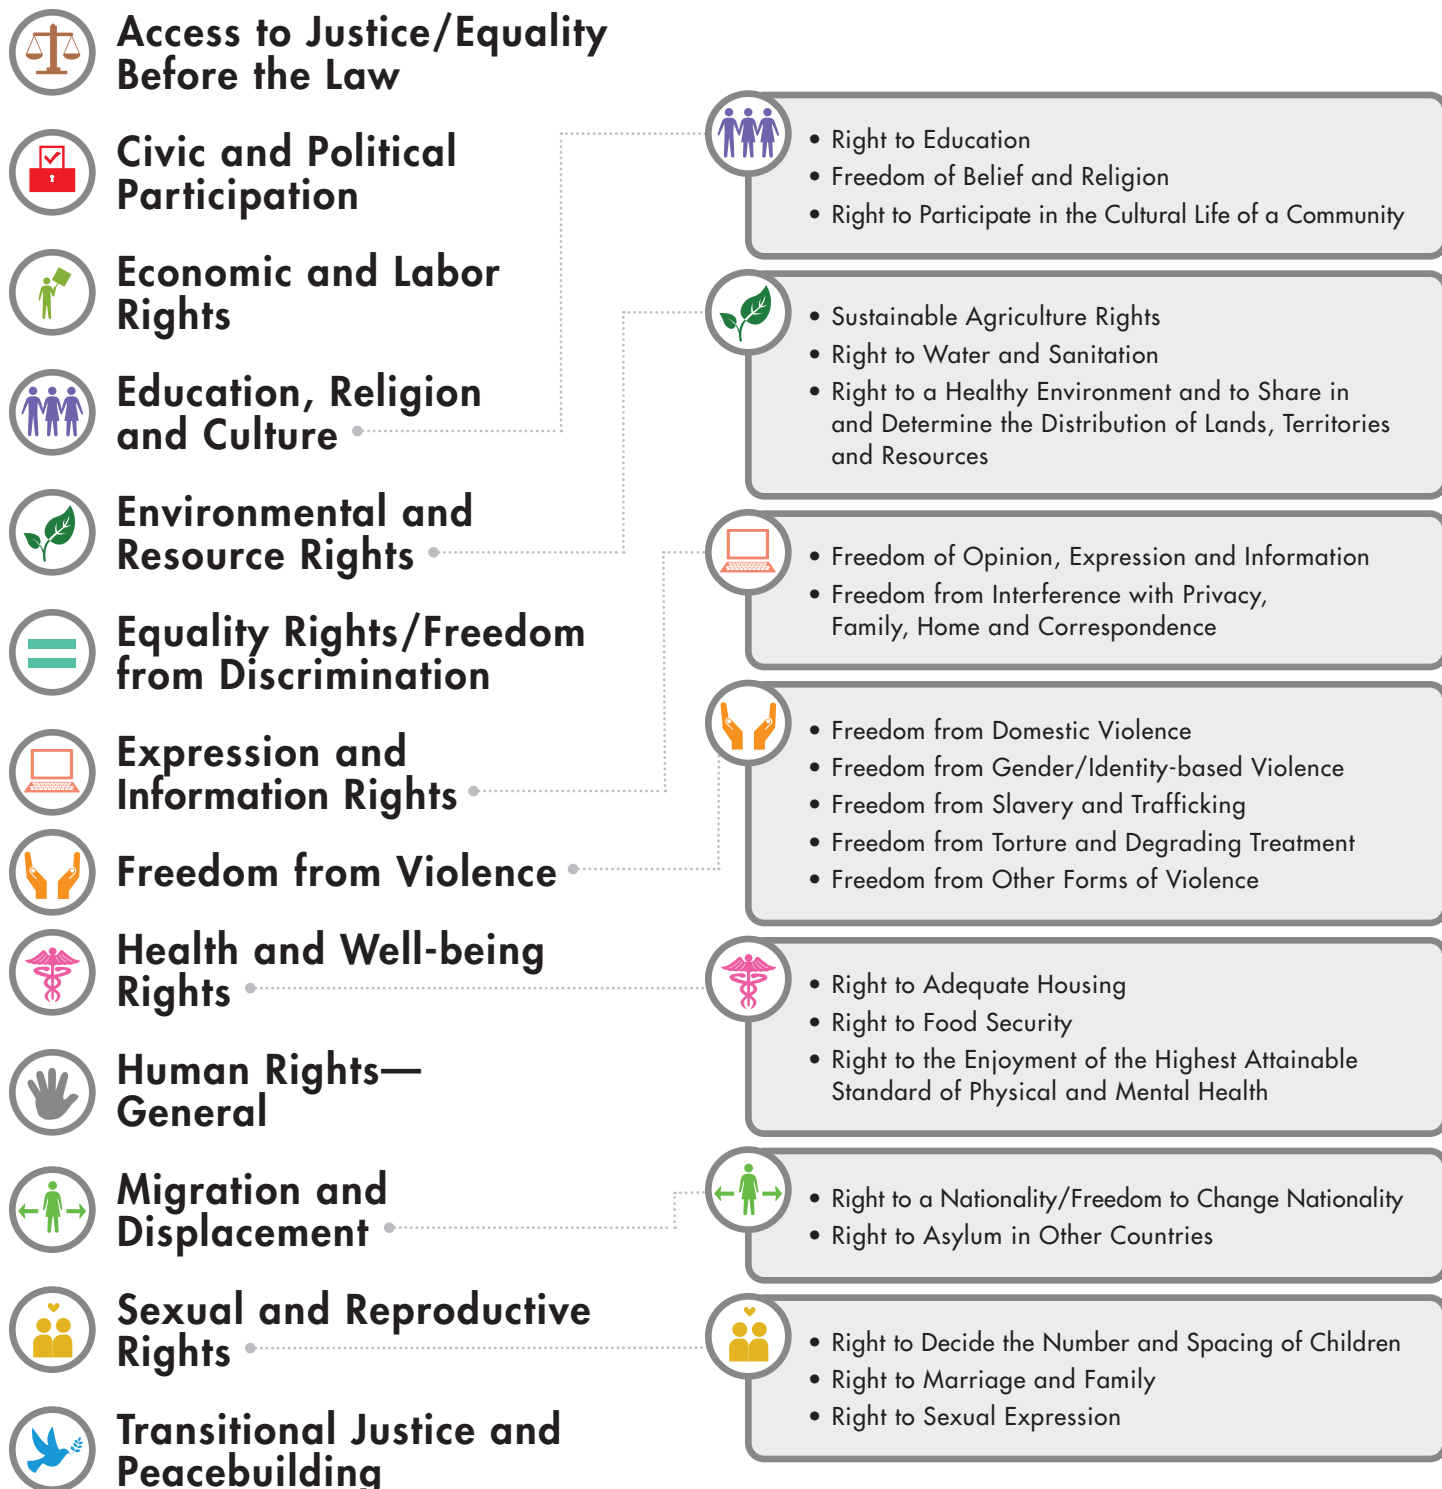 Access to Justice/Equality
Before the Law
Civic and Political
Participation
Economic and Labor
Rights
Education, Religion
and Culture
Environmental and
Resource Rights
Equality Rights/Freedom
from Discrimination
Expression and
Information Rights
Freedom from Violence
Health and Well-being
Rights
Human Rights—
General
Migration and
Displacement
Sexual and Reproductive
Rights
Transitional Justice and
Peacebuilding
• Right to Education
• Freedom of Belief and Religion
• Right to Participate in the Cultural Life of a Community
• Sustainable Agriculture Rights
• Right to Water and Sanitation
• Right to a Healthy Environment and to Share in
and Determine the Distribution of Lands, Territories
and Resources
• Freedom of Opinion, Expression and Information
• Freedom from Interference with Privacy,
Family, Home and Correspondence
• Freedom from Domestic Violence
• Freedom from Gender/Identity-based Violence
• Freedom from Slavery and Trafficking
• Freedom from Torture and Degrading Treatment
• Freedom from Other Forms of Violence
• Right to Adequate Housing
• Right to Food Security
• Right to the Enjoyment of the Highest Attainable
Standard of Physical and Mental Health
• Right to a Nationality/Freedom to Change Nationality
• Right to Asylum in Other Countries
• Right to Decide the Number and Spacing of Children
• Right to Marriage and Family
• Right to Sexual Expression